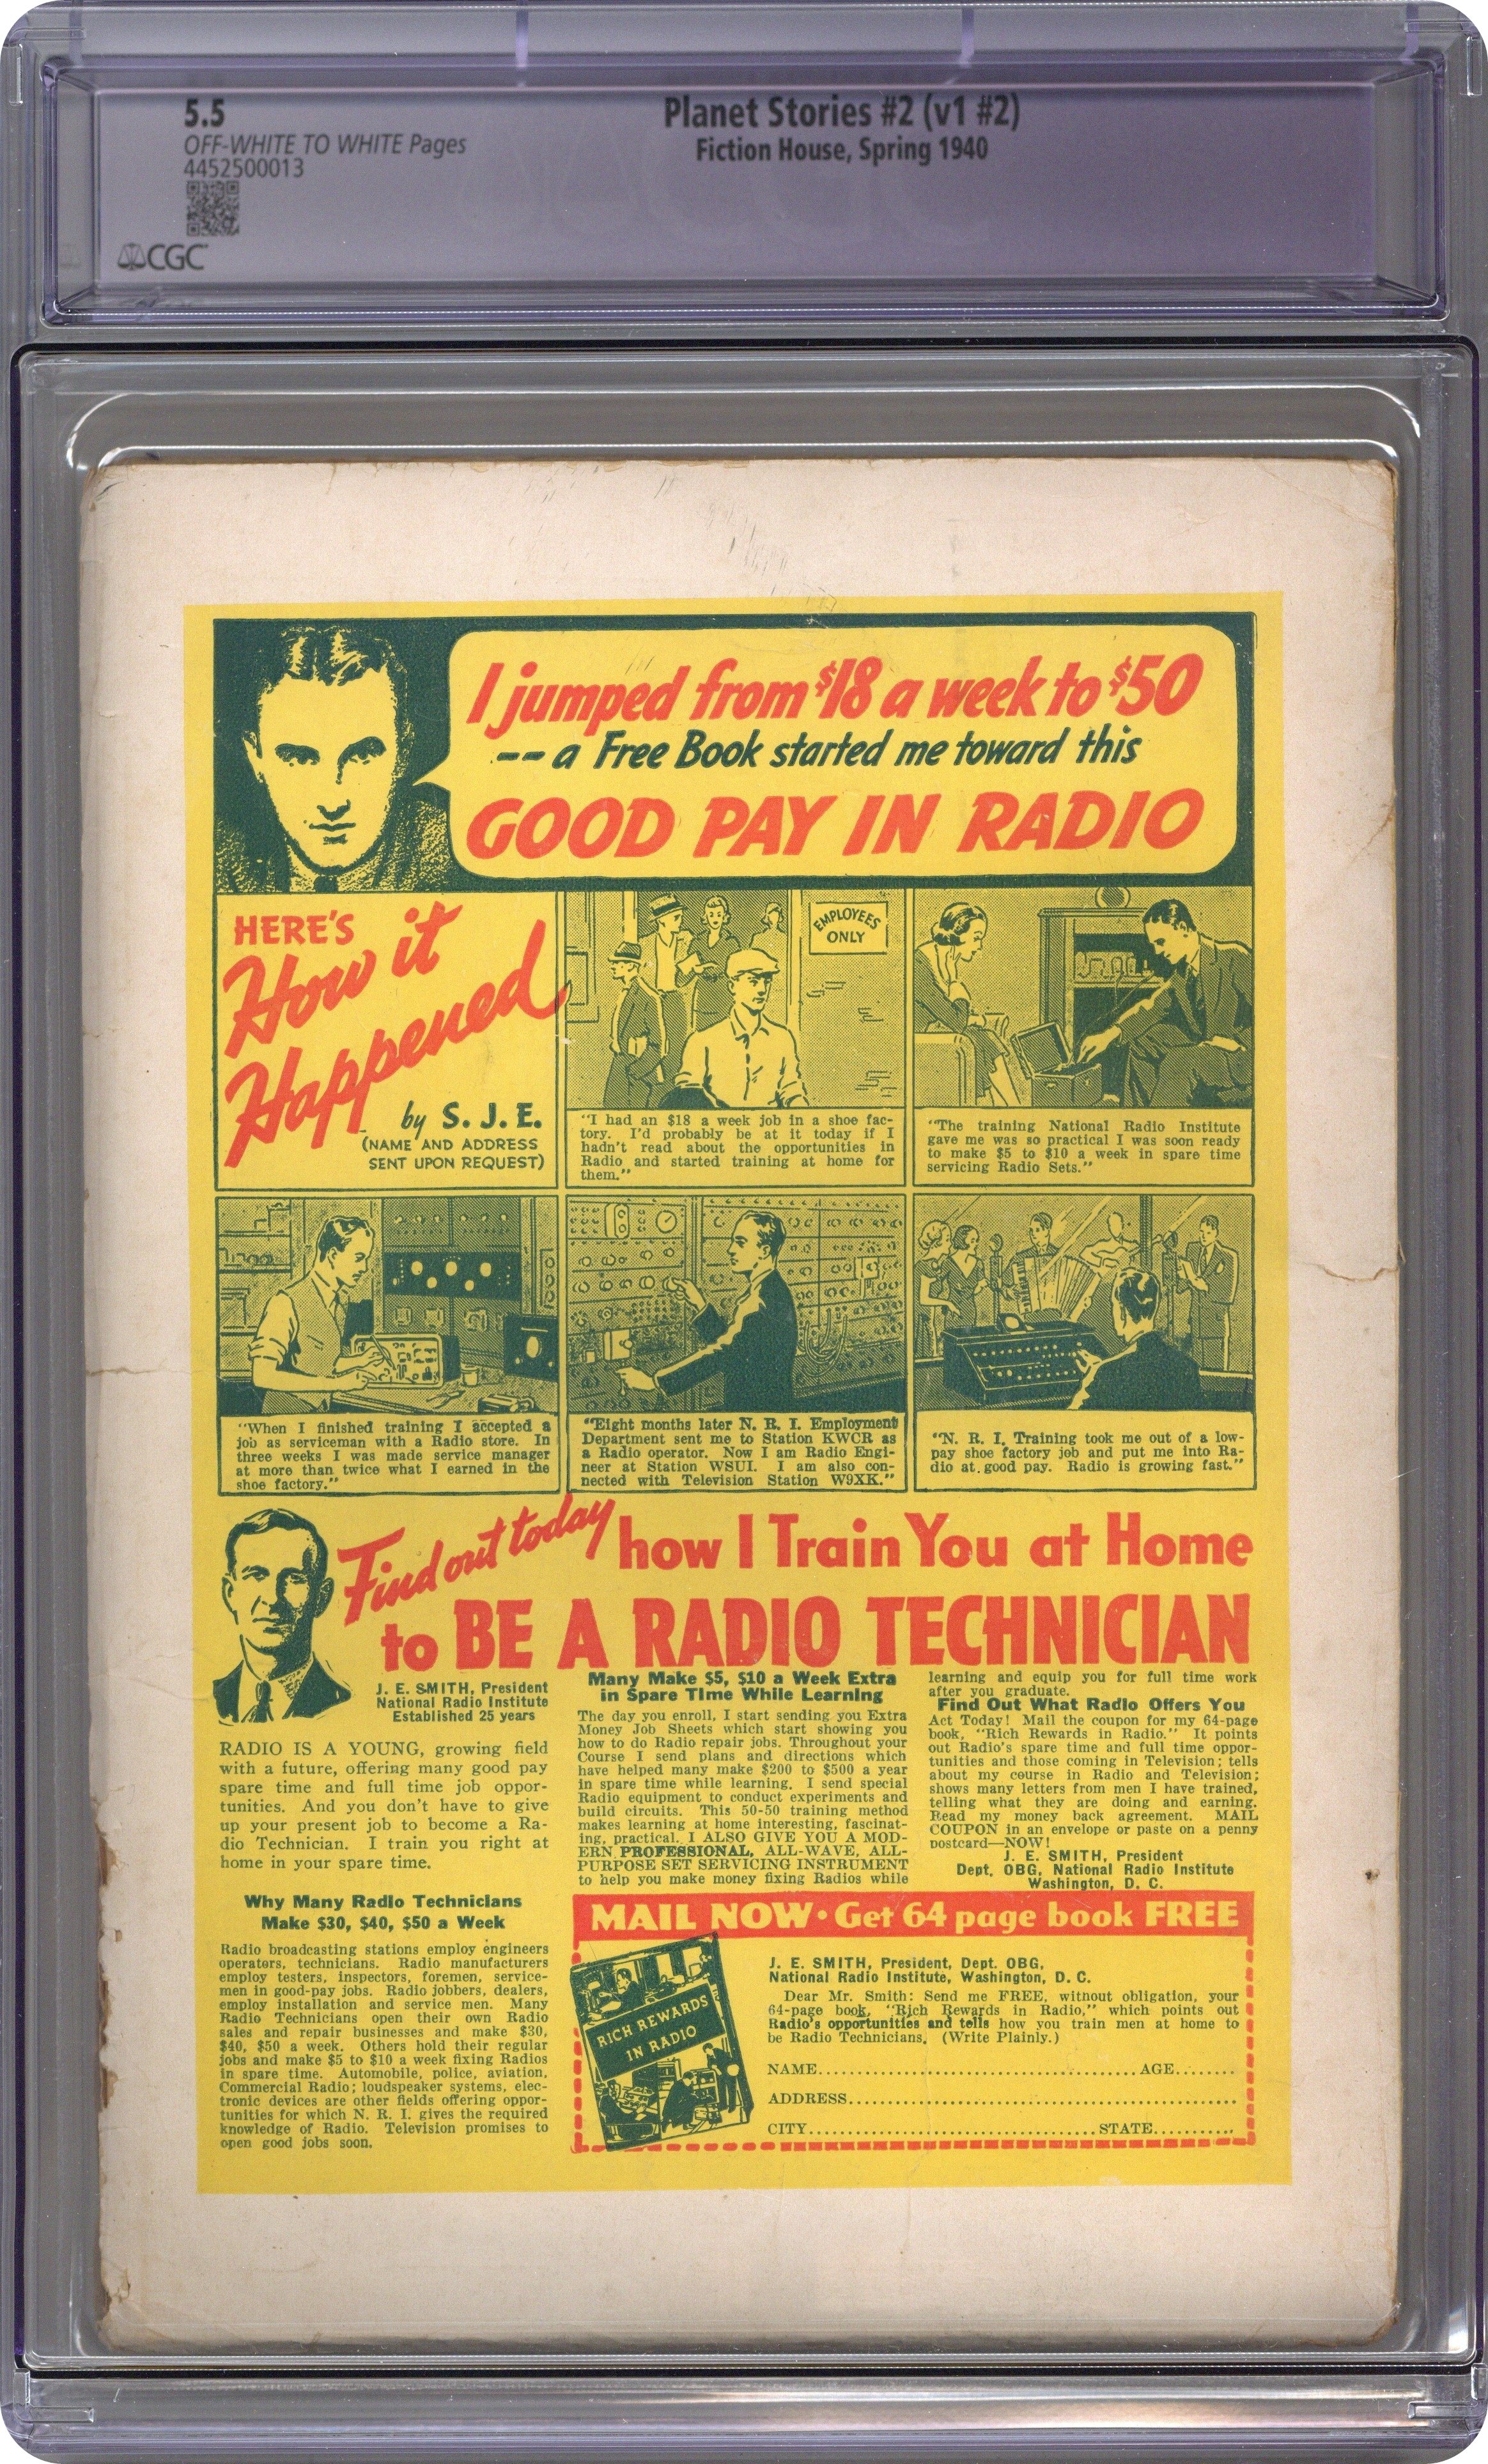 5.5
OFF-WHITE TO WHITE Pages
4452500013
CGC
Planet Stories #2 (v1 #2)
Fiction House, Spring 1940
I jumped from $18 a week to $50
-- a Free Book started me toward this
GOOD PAY IN RADIO
HERE'S
How it
Happened
by S. J. E.
(NAME AND ADDRESS
SENT UPON REQUEST)
EMPLOYEES
ONLY
"I had an $18 a week job in a shoe fac-
tory. I'd probably be at it today if I
hadn't read about the opportunities in
Radio and started training at home for
them."
"The training National Radio Institute
gave me was so practical I was soon ready
to make $5 to $10 a week in spare time
servicing Radio Sets."
"When I finished training I accepted a
job as serviceman with a Radio store. In
three weeks I was made service manager
at more than twice what I earned in the
shoe factory."
"Eight months later N. R. I. Employment
Department sent me to Station KWCR as
a Radio operator. Now I am Radio Engi-
neer at Station WSUI. I am also con-
nected with Television Station W9XK."
"N. R. I. Training took me out of a low-
pay shoe factory job and put me into Ra-
dio at good pay. Radio is growing fast."
Find out today how I Train You at Home
to BE A RADIO TECHNICIAN
J. E. SMITH, President
National Radio Institute
Established 25 years
RADIO IS A YOUNG, growing field
with a future, offering many good pay
spare time and full time job oppor-
tunities. And you don't have to give
up your present job to become a Ra-
dio Technician. I train you right at
home in your spare time.
Why Many Radio Technicians
Make $30, $40, $50 a Week
Radio broadcasting stations employ engineers
operators, technicians. Radio manufacturers
employ testers, inspectors, foremen, service-
men in good-pay jobs. Radio jobbers, dealers,
employ installation and service men. Many
Radio Technicians open their own Radio
sales and repair businesses and make $30,
$40, $50 a week. Others hold their regular
jobs and make $5 to $10 a week fixing Radios
in spare time. Automobile, police, aviation,
Commercial Radio; loudspeaker systems, elec-
tronic devices are other fields offering oppor-
tunities for which N. R. I. gives the required
knowledge of Radio. Television promises to
open good jobs soon.
Many Make $5, $10 a Week Extra
in Spare Time While Learning
The day you enroll, I start sending you Extra
Money Job Sheets which start showing you
how to do Radio repair jobs. Throughout your
Course I send plans and directions which
have helped many make $200 to $500 a year
in spare time while learning. I send special
Radio equipment to conduct experiments and
build circuits. This 50-50 training method
makes learning at home interesting, fascinat-
ing, practical. I ALSO GIVE YOU A MOD-
ERN PROFESSIONAL, ALL-WAVE, ALL-
PURPOSE SET SERVICING INSTRUMENT
to help you make money fixing Radios while
learning and equip you for full time work
after you graduate.
Find Out What Radio Offers You
Act Today! Mail the coupon for my 64-page
book, "Rich Rewards in Radio." It points
out Radio's spare time and full time oppor-
tunities and those coming in Television; tells
about my course in Radio and Television;
shows many letters from men I have trained,
telling what they are doing and earning.
Read my money back agreement. MAIL
COUPON in an envelope or paste on a penny
postcard—NOW!
J. E. SMITH, President
Dept. OBG, National Radio Institute
Washington, D. C.
MAIL NOW • Get 64 page book FREE
RICH REWARDS
IN RADIO
J. E. SMITH, President, Dept. OBG,
National Radio Institute, Washington, D. C.
Dear Mr. Smith: Send me FREE, without obligation, your
64-page book, "Rich Rewards in Radio," which points out
Radio's opportunities and tells how you train men at home to
be Radio Technicians. (Write Plainly.)
NAME..............................AGE........
ADDRESS..............................
CITY..............................STATE..........